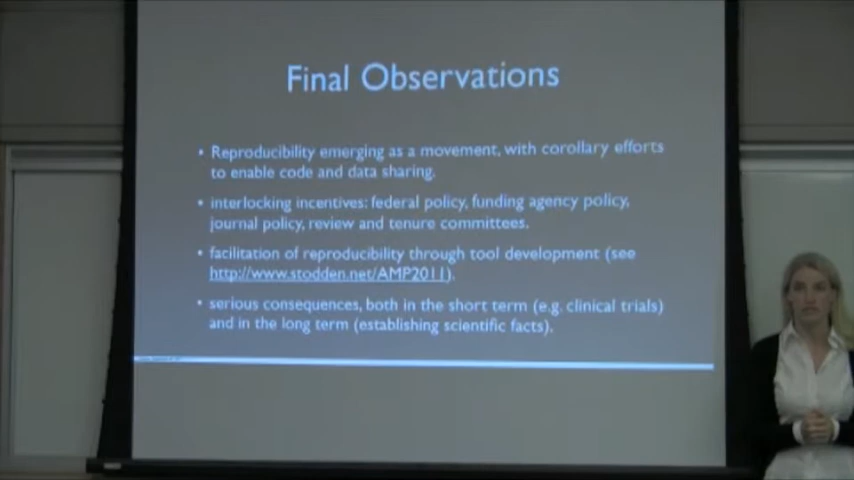 Final Observations
• Reproducibility emerging as a movement, with corollary efforts
to enable code and data sharing.
• interlocking incentives: federal policy, funding agency policy,
journal policy, review and tenure committees.
• facilitation of reproducibility through tool development (see
http://www.stodden.net/AMP2011).
• serious consequences, both in the short term (e.g. clinical trials)
and in the long term (establishing scientific facts).